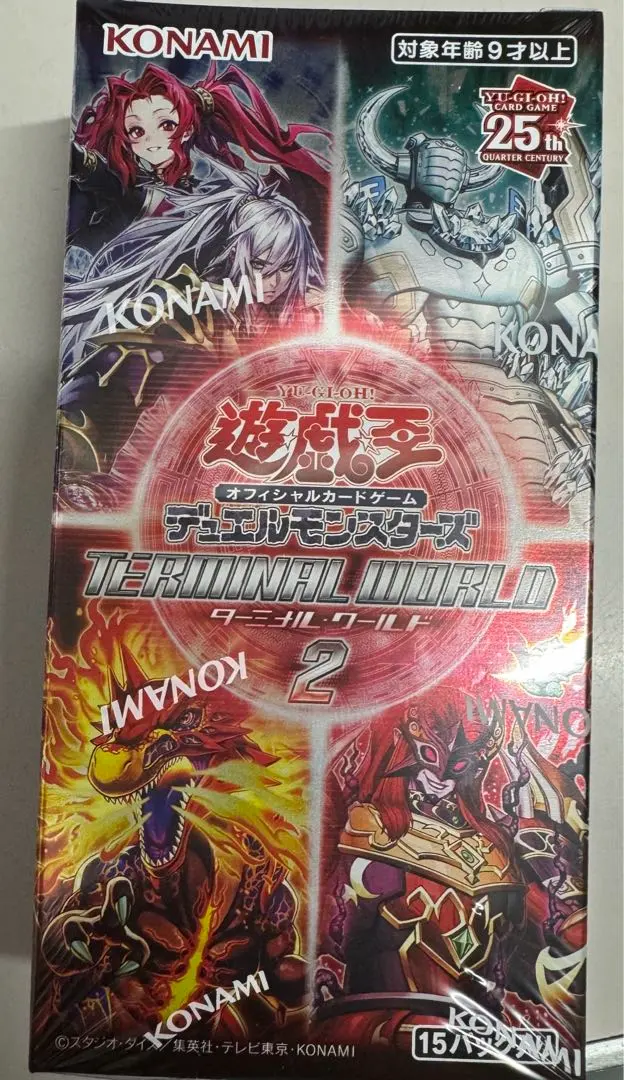 KONAMI
対象年齢9才以上
YU-GI-OH!
CARD GAME
25th
QUARTER CENTURY
KONAMI
KONA
YU-GI-OH!
遊☆戯☆王
オフィシャルカードゲーム
デュエルモンスターズ
TERMINAL WORLD
ターミナル・ワールド
2
KONAMI
KONAMI
KONAMI
KONAMI
©スタジオ・ダイス/集英社・テレビ東京・KONAMI
15パック入